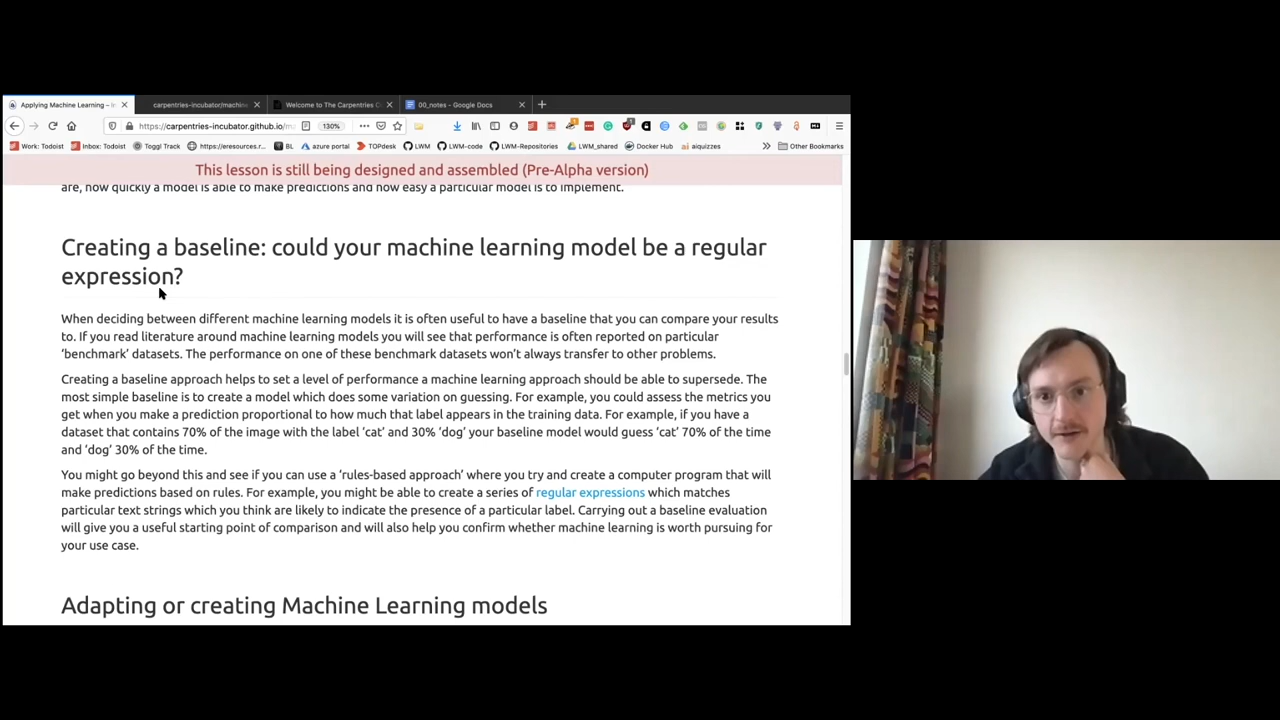 Applying Machine Learning – In
carpentries-incubator/machine
Welcome to The Carpentries
00_notes - Google Docs
https://carpentries-incubator.github.io/m
130%
Work: Todoist
Inbox: Todoist
Toggl Track
https://eresources.r...
BL
azure portal
TOPdesk
LWM
LWM-code
LWM-Repositories
LWM_shared
Docker Hub
aiquizzes
Other Bookmarks
This lesson is still being designed and assembled (Pre-Alpha version)
are, how quickly a model is able to make predictions and how easy a particular model is to implement.
Creating a baseline: could your machine learning model be a regular
expression?
When deciding between different machine learning models it is often useful to have a baseline that you can compare your results
to. If you read literature around machine learning models you will see that performance is often reported on particular
‘benchmark’ datasets. The performance on one of these benchmark datasets won’t always transfer to other problems.
Creating a baseline approach helps to set a level of performance a machine learning approach should be able to supersede. The
most simple baseline is to create a model which does some variation on guessing. For example, you could assess the metrics you
get when you make a prediction proportional to how much that label appears in the training data. For example, if you have a
dataset that contains 70% of the image with the label ‘cat’ and 30% ‘dog’ your baseline model would guess ‘cat’ 70% of the time
and ‘dog’ 30% of the time.
You might go beyond this and see if you can use a ‘rules-based approach’ where you try and create a computer program that will
make predictions based on rules. For example, you might be able to create a series of regular expressions which matches
particular text strings which you think are likely to indicate the presence of a particular label. Carrying out a baseline evaluation
will give you a useful starting point of comparison and will also help you confirm whether machine learning is worth pursuing for
your use case.
Adapting or creating Machine Learning models